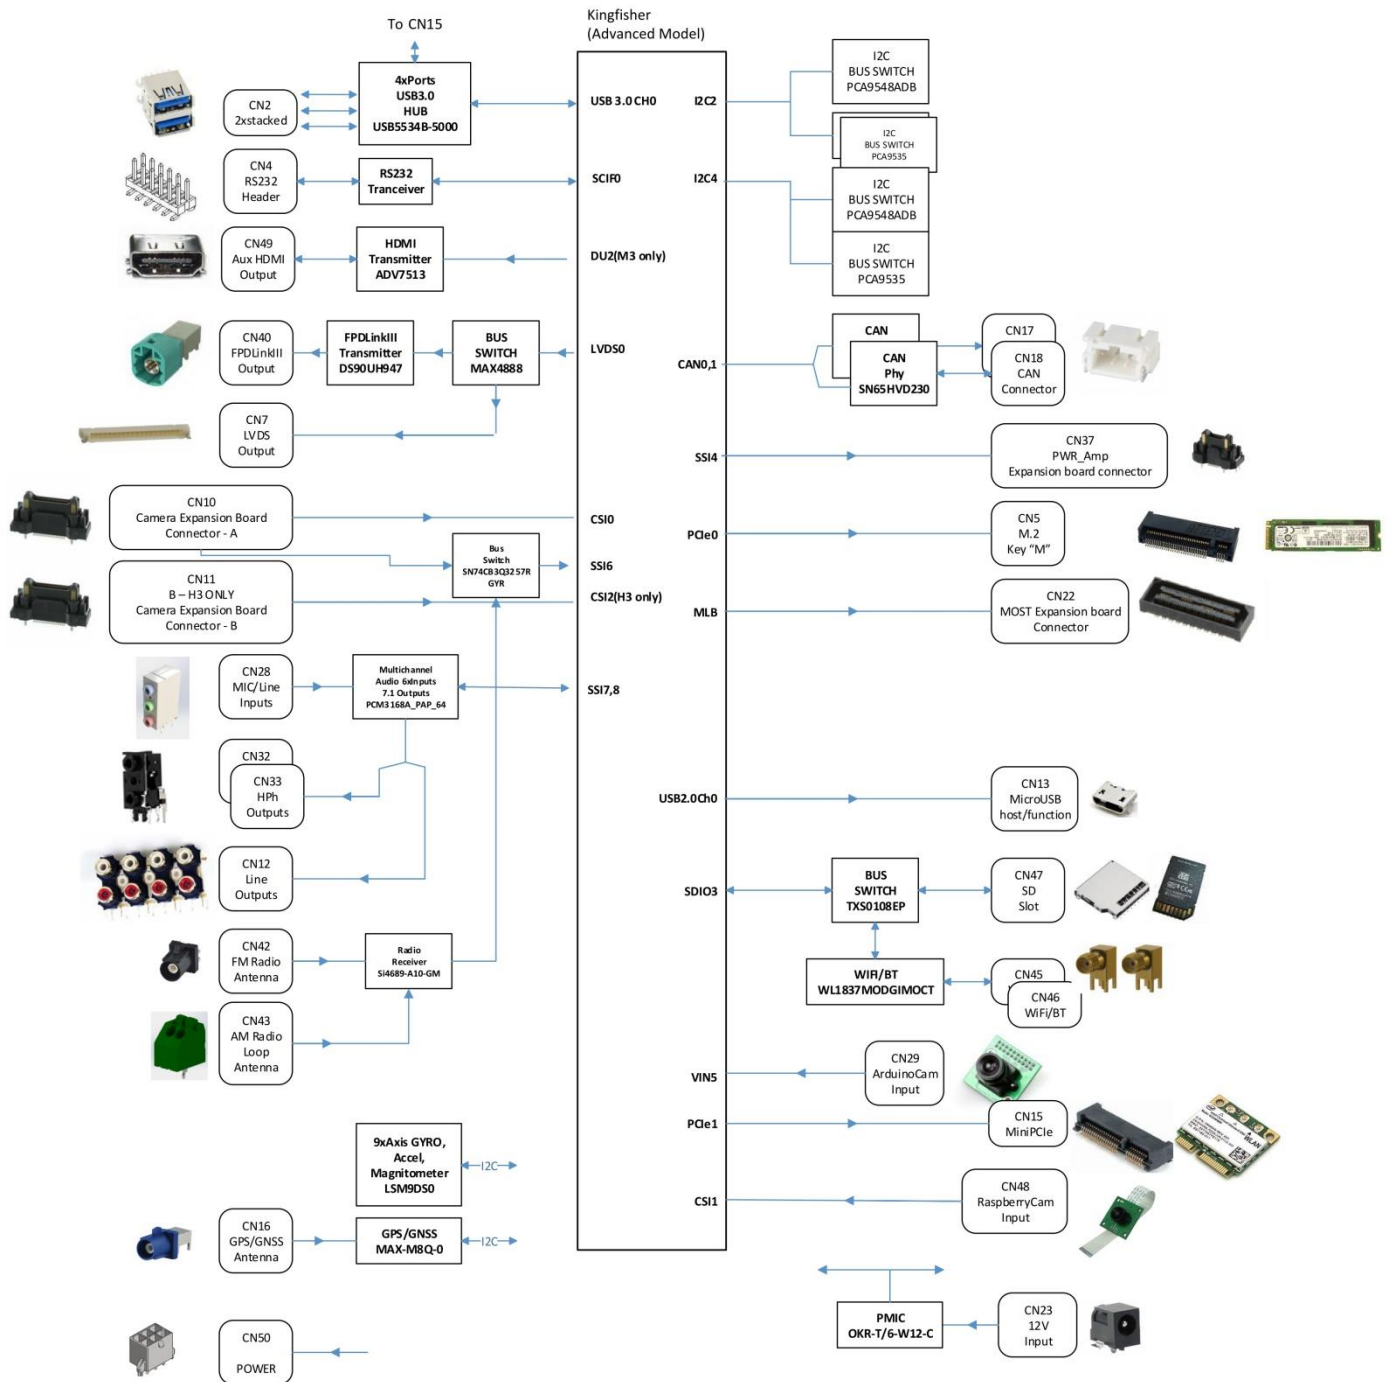 Kingfisher
(Advanced Model)
To CN15
CN2
2xstacked
4xPorts
USB3.0
HUB
USB5534B-5000
USB 3.0 CH0
CN4
RS232
Header
RS232
Tranceiver
SCIF0
CN49
Aux HDMI
Output
HDMI
Transmitter
ADV7513
DU2(M3 only)
CN40
FPDLinkIII
Output
FPDLinkIII
Transmitter
DS90UH947
BUS
SWITCH
MAX4888
LVDS0
CN7
LVDS
Output
CN10
Camera Expansion Board
Connector - A
CSI0
Bus
Switch
SN74CB3Q3257R
GYR
SSI6
CN11
B – H3 ONLY
Camera Expansion Board
Connector - B
CSI2(H3 only)
CN28
MIC/Line
Inputs
Multichannel
Audio 6xInputs
7.1 Outputs
PCM3168A_PAP_64
SSI7,8
CN32
CN33
HPh
Outputs
CN12
Line
Outputs
CN42
FM Radio
Antenna
Radio
Receiver
Si4689-A10-GM
CN43
AM Radio
Loop
Antenna
9xAxis GYRO,
Accel,
Magnitometer
LSM9DS0
I2C
CN16
GPS/GNSS
Antenna
GPS/GNSS
MAX-M8Q-0
I2C
CN50
POWER
I2C2
I2C
BUS SWITCH
PCA9548ADB
I2C
BUS SWITCH
PCA9535
I2C4
I2C
BUS SWITCH
PCA9548ADB
I2C
BUS SWITCH
PCA9535
CAN0,1
CAN
CAN
Phy
SN65HVD230
CN17
CN18
CAN
Connector
SSI4
CN37
PWR_Amp
Expansion board connector
PCIe0
CN5
M.2
Key “M”
MLB
CN22
MOST Expansion board
Connector
USB2.0Ch0
CN13
MicroUSB
host/function
SDIO3
BUS
SWITCH
TXS0108EP
CN47
SD
Slot
WIFI/BT
WL1837MODGIMOCT
CN45
CN46
WiFi/BT
VIN5
CN29
ArduinoCam
Input
PCIe1
CN15
MiniPCIe
WLAN
CSI1
CN48
RaspberryCam
Input
PMIC
OKR-T/6-W12-C
CN23
12V
Input